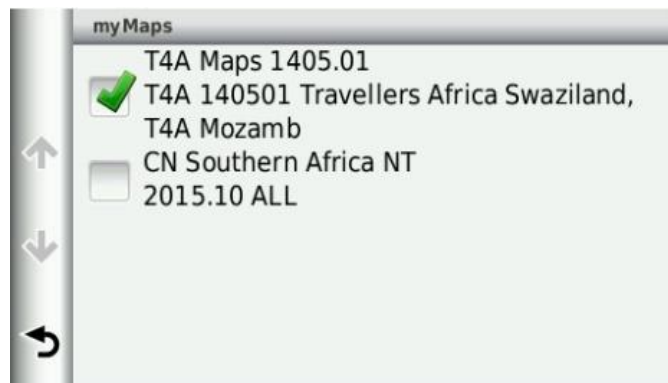 myMaps
T4A Maps 1405.01
T4A 140501 Travellers Africa Swaziland,
T4A Mozamb
CN Southern Africa NT
2015.10 ALL